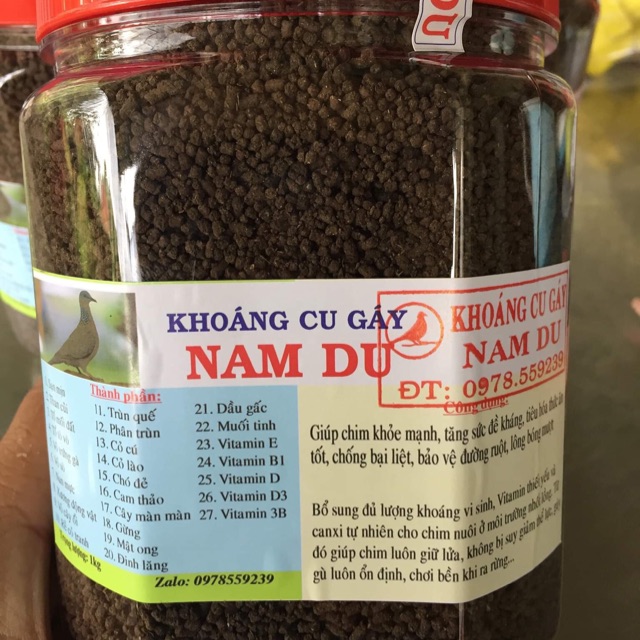 DU
KHOÁNG CU GÁY
NAM DU
KHOÁNG CU GÁY
NAM DU
ĐT: 0978.559239
Thành phần:
11. Trùn quế
12. Phân trùn
13. Cỏ cú
14. Cỏ lào
15. Chó đẻ
16. Cam thảo
17. Cây màn màn
18. Gừng
19. Mật ong
20. Đinh lăng
21. Dầu gấc
22. Muối tinh
23. Vitamin E
24. Vitamin B1
25. Vitamin D
26. Vitamin D3
27. Vitamin 3B
lượng: 1kg
Zalo: 0978559239
Công dụng:
Giúp chim khỏe mạnh, tăng sức đề kháng, tiêu hóa thức ăn
tốt, chống bại liệt, bảo vệ đường ruột, lông bóng mượt
Bổ sung đủ lượng khoáng vi sinh, Vitamin thiết yếu và
canxi tự nhiên cho chim nuôi ở môi trường nhốt lồng.
đó giúp chim luôn giữ lửa, không bị suy giảm
gù luôn ổn định, chơi bền khi ra rừng...